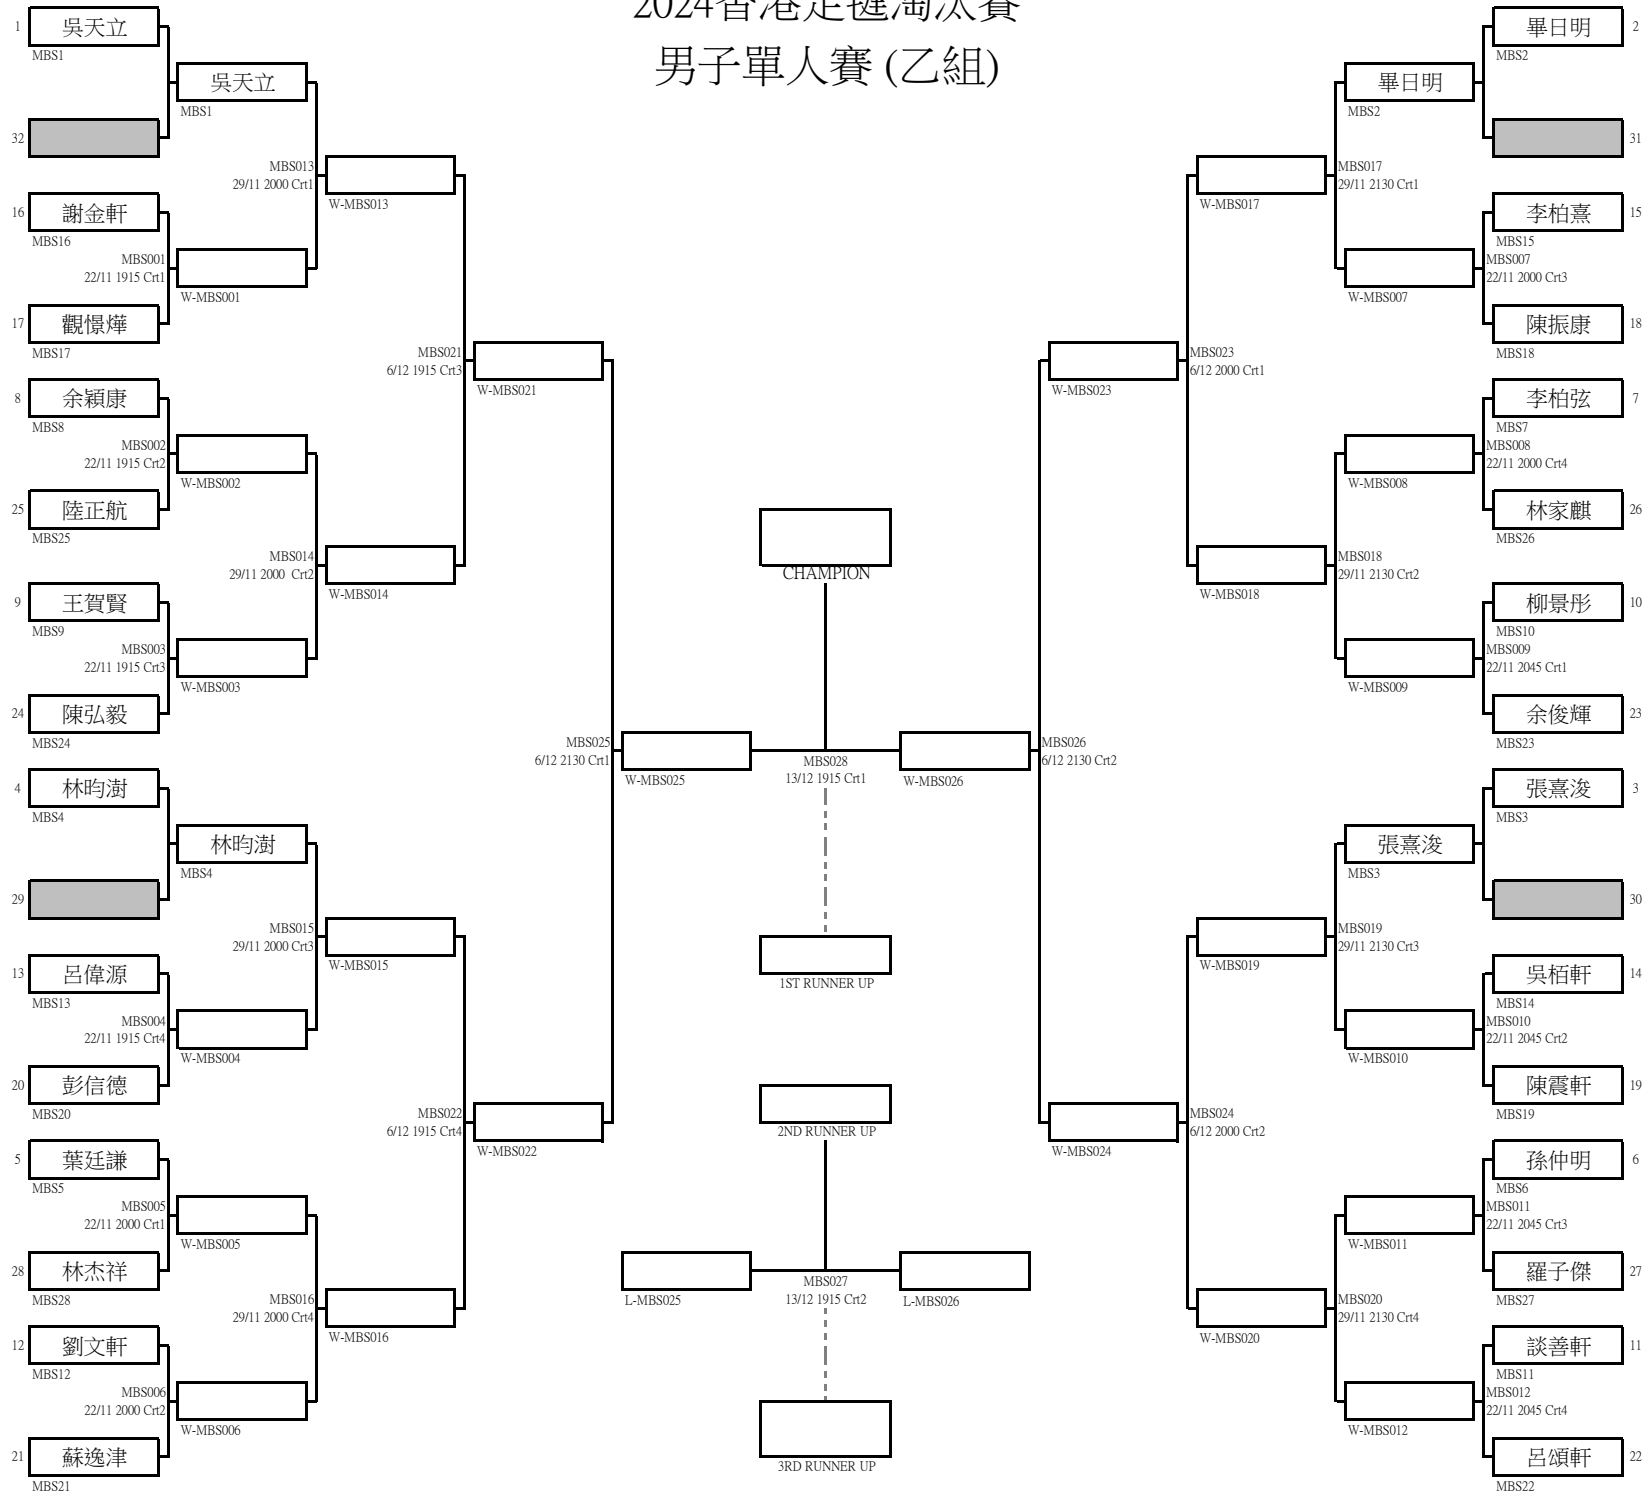 2024香港足毽淘汰賽
男子單人賽 (乙組)
1 吳天立
MBS1
吳天立
MBS1
32
MBS013
29/11 2000 Crt1
W-MBS013
16 謝金軒
MBS16
MBS001
22/11 1915 Crt1
W-MBS001
17 觀憬燁
MBS17
MBS021
6/12 1915 Crt3
W-MBS021
8 余穎康
MBS8
MBS002
22/11 1915 Crt2
W-MBS002
25 陸正航
MBS25
MBS014
29/11 2000 Crt2
W-MBS014
9 王賀賢
MBS9
MBS003
22/11 1915 Crt3
W-MBS003
24 陳弘毅
MBS24
MBS025
6/12 2130 Crt1
W-MBS025
4 林昀澍
MBS4
林昀澍
MBS4
29
MBS015
29/11 2000 Crt3
W-MBS015
13 呂偉源
MBS13
MBS004
22/11 1915 Crt4
W-MBS004
20 彭信德
MBS20
MBS022
6/12 1915 Crt4
W-MBS022
5 葉廷謙
MBS5
MBS005
22/11 2000 Crt1
W-MBS005
28 林杰祥
MBS28
MBS016
29/11 2000 Crt4
W-MBS016
12 劉文軒
MBS12
MBS006
22/11 2000 Crt2
W-MBS006
21 蘇逸津
MBS21
CHAMPION
MBS028
13/12 1915 Crt1
1ST RUNNER UP
2ND RUNNER UP
L-MBS025
MBS027
13/12 1915 Crt2
L-MBS026
3RD RUNNER UP
畢日明 2
MBS2
畢日明
MBS2
31
MBS017
29/11 2130 Crt1
W-MBS017
李柏熹 15
MBS15
MBS007
22/11 2000 Crt3
W-MBS007
陳振康 18
MBS18
MBS023
6/12 2000 Crt1
W-MBS023
李柏弦 7
MBS7
MBS008
22/11 2000 Crt4
W-MBS008
林家麒 26
MBS26
MBS018
29/11 2130 Crt2
W-MBS018
柳景彤 10
MBS10
MBS009
22/11 2045 Crt1
W-MBS009
余俊輝 23
MBS23
MBS026
6/12 2130 Crt2
W-MBS026
張熹浚 3
MBS3
張熹浚
MBS3
30
MBS019
29/11 2130 Crt3
W-MBS019
吳栢軒 14
MBS14
MBS010
22/11 2045 Crt2
W-MBS010
陳震軒 19
MBS19
MBS024
6/12 2000 Crt2
W-MBS024
孫仲明 6
MBS6
MBS011
22/11 2045 Crt3
W-MBS011
羅子傑 27
MBS27
MBS020
29/11 2130 Crt4
W-MBS020
談善軒 11
MBS11
MBS012
22/11 2045 Crt4
W-MBS012
呂頌軒 22
MBS22